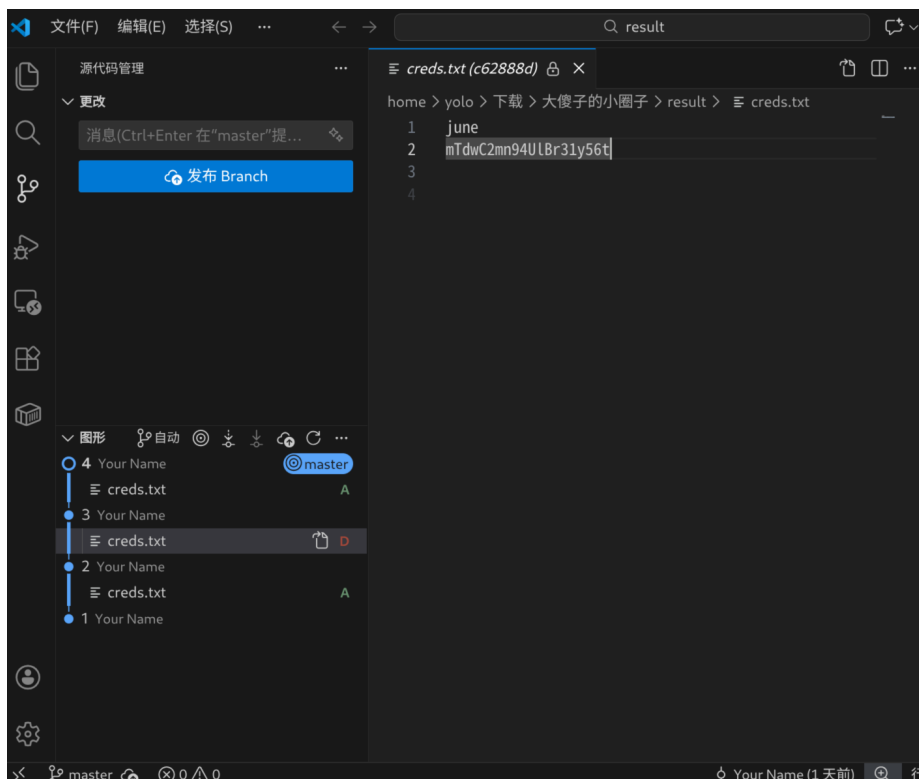 文件(F) 编辑(E) 选择(S) ··· result
源代码管理 ···
更改
消息(Ctrl+Enter 在“master”提...
发布 Branch
creds.txt (c62888d)
home > yolo > 下载 > 大傻子的小圈子 > result > creds.txt
1 june
2 mTdwC2mn94UlBr31y56t
3
4
图形 自动 ···
4 Your Name master
creds.txt A
3 Your Name
creds.txt D
2 Your Name
creds.txt A
1 Your Name
master 0 0 Your Name (1 天前)